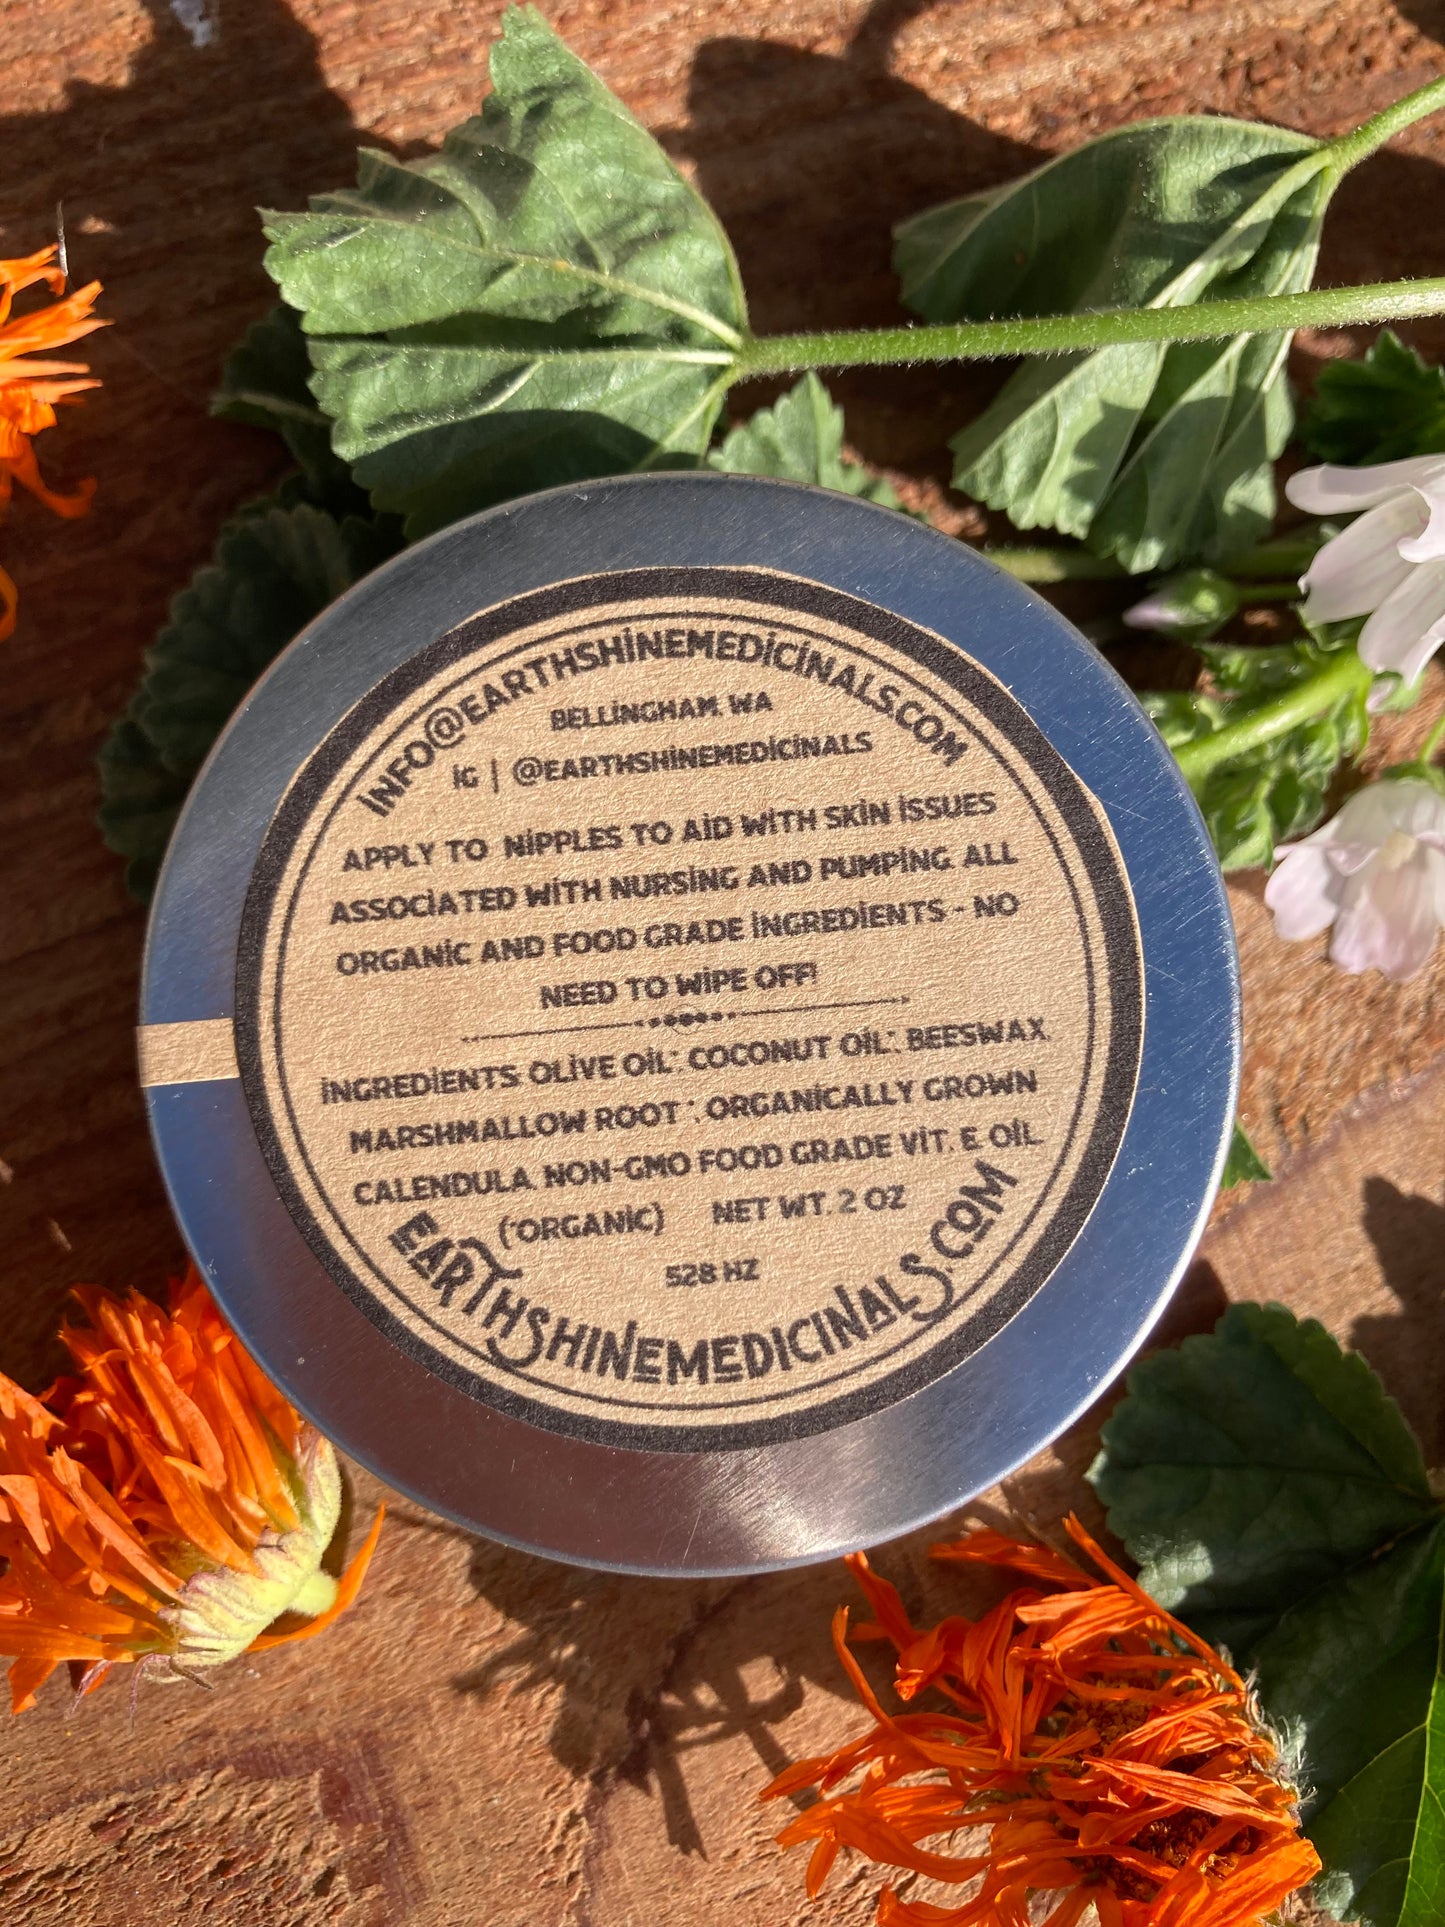 INFO@EARTHSHINEMEDICINALS.COM
BELLINGHAM, WA
IG | @EARTHSHINEMEDICINALS
APPLY TO NIPPLES TO AID WITH SKIN ISSUES
ASSOCIATED WITH NURSING AND PUMPING. ALL
ORGANIC AND FOOD GRADE INGREDIENTS - NO
NEED TO WIPE OFF!
INGREDIENTS: OLIVE OIL*, COCONUT OIL*, BEESWAX,
MARSHMALLOW ROOT *, ORGANICALLY GROWN
CALENDULA, NON-GMO FOOD GRADE VIT. E OIL.
(*ORGANIC) NET WT. 2 OZ
528 HZ
EARTHSHINEMEDICINALS.COM